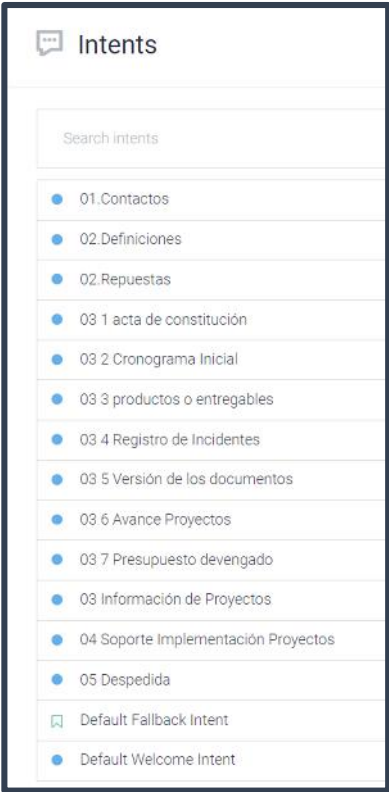 Intents
Search intents
01.Contactos
02.Definiciones
02.Repuestas
03 1 acta de constitución
03 2 Cronograma Inicial
03 3 productos o entregables
03 4 Registro de Incidentes
03 5 Versión de los documentos
03 6 Avance Proyectos
03 7 Presupuesto devengado
03 Información de Proyectos
04 Soporte Implementación Proyectos
05 Despedida
Default Fallback Intent
Default Welcome Intent